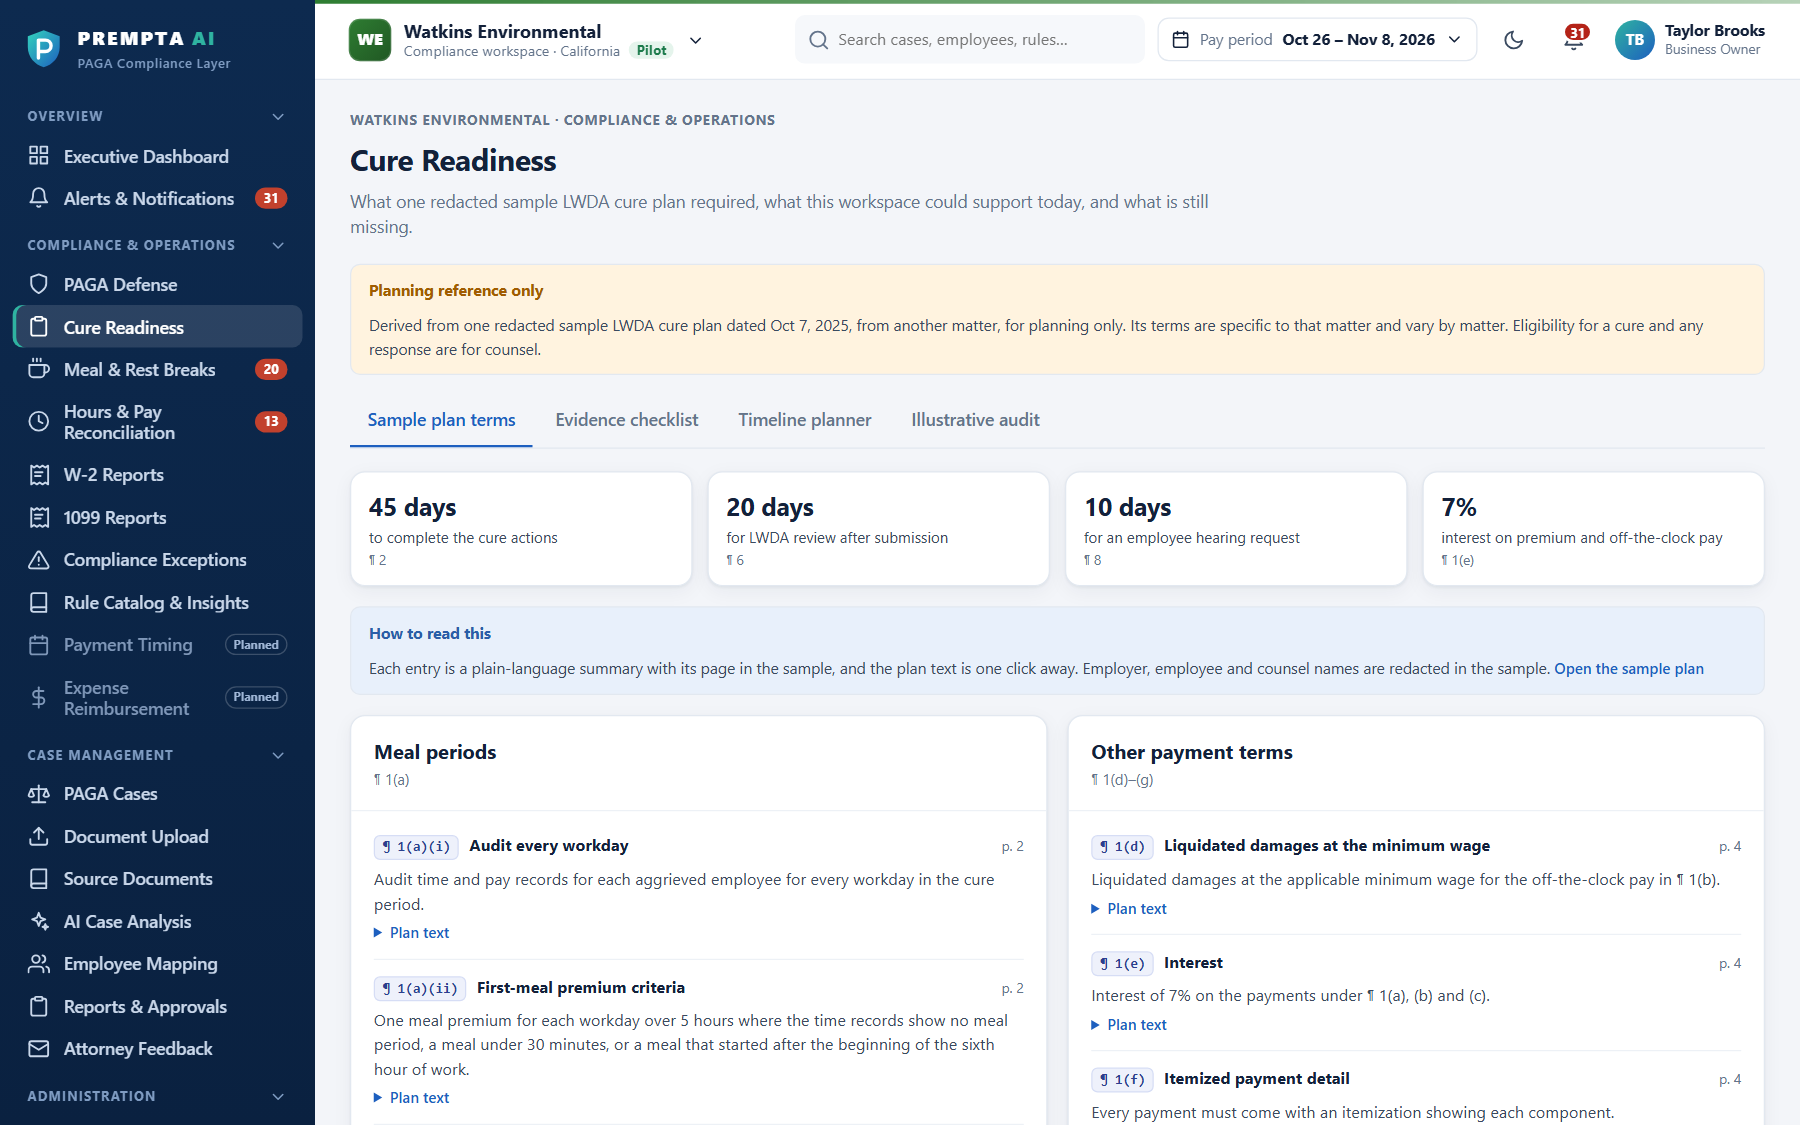 PREMPTA AI
PAGA Compliance Layer
OVERVIEW
Executive Dashboard
Alerts & Notifications 31
COMPLIANCE & OPERATIONS
PAGA Defense
Cure Readiness
Meal & Rest Breaks 20
Hours & Pay
Reconciliation 13
W-2 Reports
1099 Reports
Compliance Exceptions
Rule Catalog & Insights
Payment Timing Planned
Expense
Reimbursement Planned
CASE MANAGEMENT
PAGA Cases
Document Upload
Source Documents
AI Case Analysis
Employee Mapping
Reports & Approvals
Attorney Feedback
ADMINISTRATION
WE
Watkins Environmental
Compliance workspace · California Pilot
Search cases, employees, rules...
Pay period Oct 26 – Nov 8, 2026
31
TB
Taylor Brooks
Business Owner
WATKINS ENVIRONMENTAL · COMPLIANCE & OPERATIONS
Cure Readiness
What one redacted sample LWDA cure plan required, what this workspace could support today, and what is still
missing.
Planning reference only
Derived from one redacted sample LWDA cure plan dated Oct 7, 2025, from another matter, for planning only. Its terms are specific to that matter and vary by matter. Eligibility for a cure and any
response are for counsel.
Sample plan terms Evidence checklist Timeline planner Illustrative audit
45 days
to complete the cure actions
¶ 2
20 days
for LWDA review after submission
¶ 6
10 days
for an employee hearing request
¶ 8
7%
interest on premium and off-the-clock pay
¶ 1(e)
How to read this
Each entry is a plain-language summary with its page in the sample, and the plan text is one click away. Employer, employee and counsel names are redacted in the sample. Open the sample plan
Meal periods
¶ 1(a)
¶ 1(a)(i) Audit every workday p. 2
Audit time and pay records for each aggrieved employee for every workday in the cure
period.
Plan text
¶ 1(a)(ii) First-meal premium criteria p. 2
One meal premium for each workday over 5 hours where the time records show no meal
period, a meal under 30 minutes, or a meal that started after the beginning of the sixth
hour of work.
Plan text
Other payment terms
¶ 1(d)–(g)
¶ 1(d) Liquidated damages at the minimum wage p. 4
Liquidated damages at the applicable minimum wage for the off-the-clock pay in ¶ 1(b).
Plan text
¶ 1(e) Interest p. 4
Interest of 7% on the payments under ¶ 1(a), (b) and (c).
Plan text
¶ 1(f) Itemized payment detail p. 4
Every payment must come with an itemization showing each component.